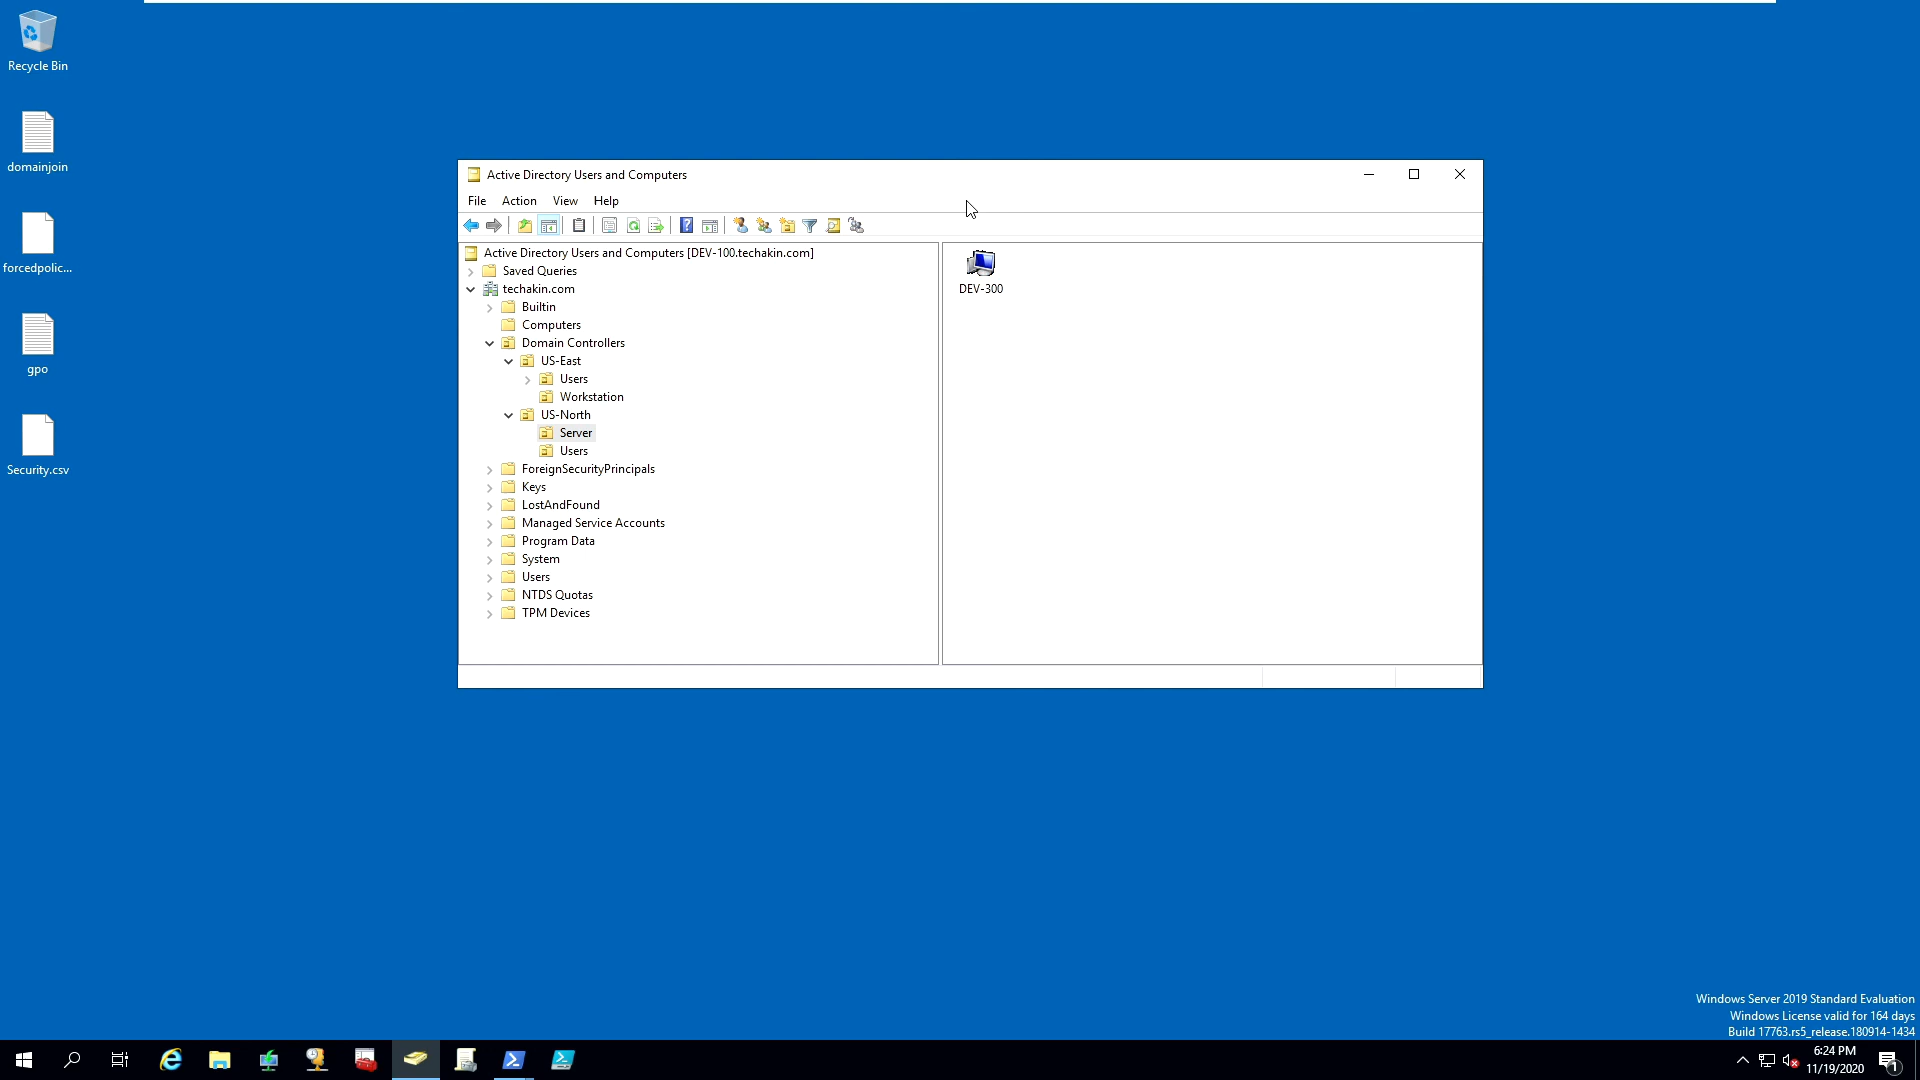 Recycle Bin
domainjoin
forcedpolic...
gpo
Security.csv
Active Directory Users and Computers
File Action View Help
Active Directory Users and Computers [DEV-100.techakin.com]
Saved Queries
techakin.com
Builtin
Computers
Domain Controllers
US-East
Users
Workstation
US-North
Server
Users
ForeignSecurityPrincipals
Keys
LostAndFound
Managed Service Accounts
Program Data
System
Users
NTDS Quotas
TPM Devices
DEV-300
Windows Server 2019 Standard Evaluation
Windows License valid for 164 days
Build 17763.rs5_release.180914-1434
6:24 PM
11/19/2020
1